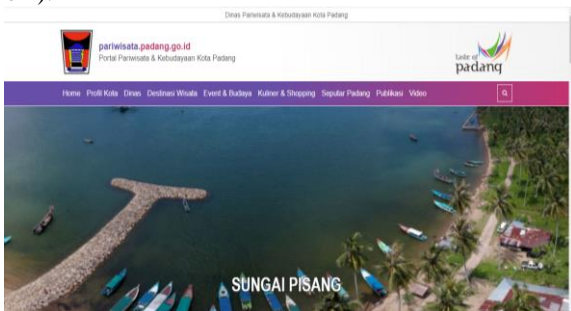 Dinas Pariwisata & Kebudayaan Kota Padang
pariwisata.padang.go.id
Portal Pariwisata & Kebudayaan Kota Padang
taste of
padang
Home Profil Kota Dinas Destinasi Wisata Event & Budaya Kuliner & Shopping Seputar Padang Publikasi Video
SUNGAI PISANG